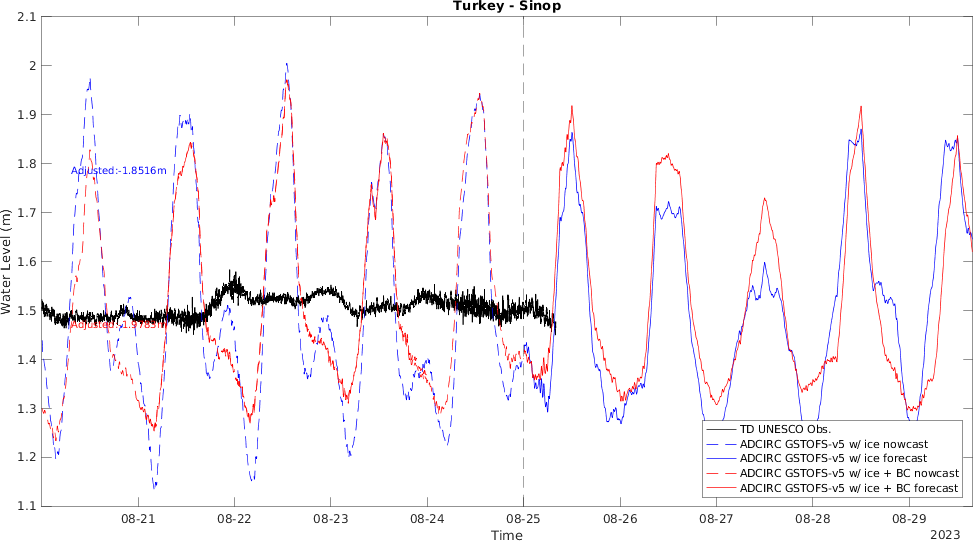 Turkey - Sinop
2.1
2
1.9
1.8
1.7
1.6
1.5
1.4
1.3
1.2
1.1
Water Level (m)
Adjusted:-1.8516m
TD UNESCO Obs.
ADCIRC GSTOFS-v5 w/ ice nowcast
ADCIRC GSTOFS-v5 w/ ice forecast
ADCIRC GSTOFS-v5 w/ ice + BC nowcast
ADCIRC GSTOFS-v5 w/ ice + BC forecast
08-21
08-22
08-23
08-24
08-25
08-26
08-27
08-28
08-29
Time
2023